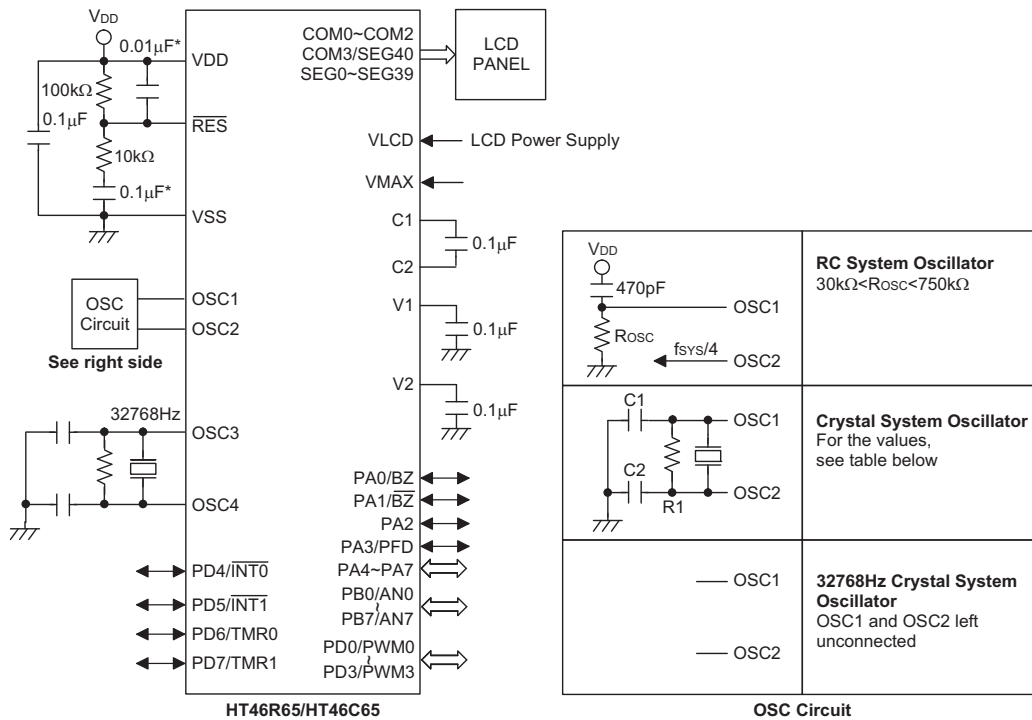 VDD
0.01μF*
VDD
100kΩ
0.1μF
RES
10kΩ
0.1μF*
VSS
OSC
Circuit
OSC1
OSC2
See right side
32768Hz
OSC3
OSC4
PD4/INT0
PD5/INT1
PD6/TMR0
PD7/TMR1
COM0~COM2
COM3/SEG40
SEG0~SEG39
LCD
PANEL
VLCD
LCD Power Supply
VMAX
C1
0.1μF
C2
V1
0.1μF
V2
0.1μF
PA0/BZ
PA1/BZ
PA2
PA3/PFD
PA4~PA7
PB0/AN0
~
PB7/AN7
PD0/PWM0
~
PD3/PWM3
HT46R65/HT46C65
VDD
470pF
OSC1
ROSC
fSYS/4
OSC2
RC System Oscillator
30kΩ<ROSC<750kΩ
C1
OSC1
C2
OSC2
R1
Crystal System Oscillator
For the values,
see table below
OSC1
OSC2
32768Hz Crystal System
Oscillator
OSC1 and OSC2 left
unconnected
OSC Circuit